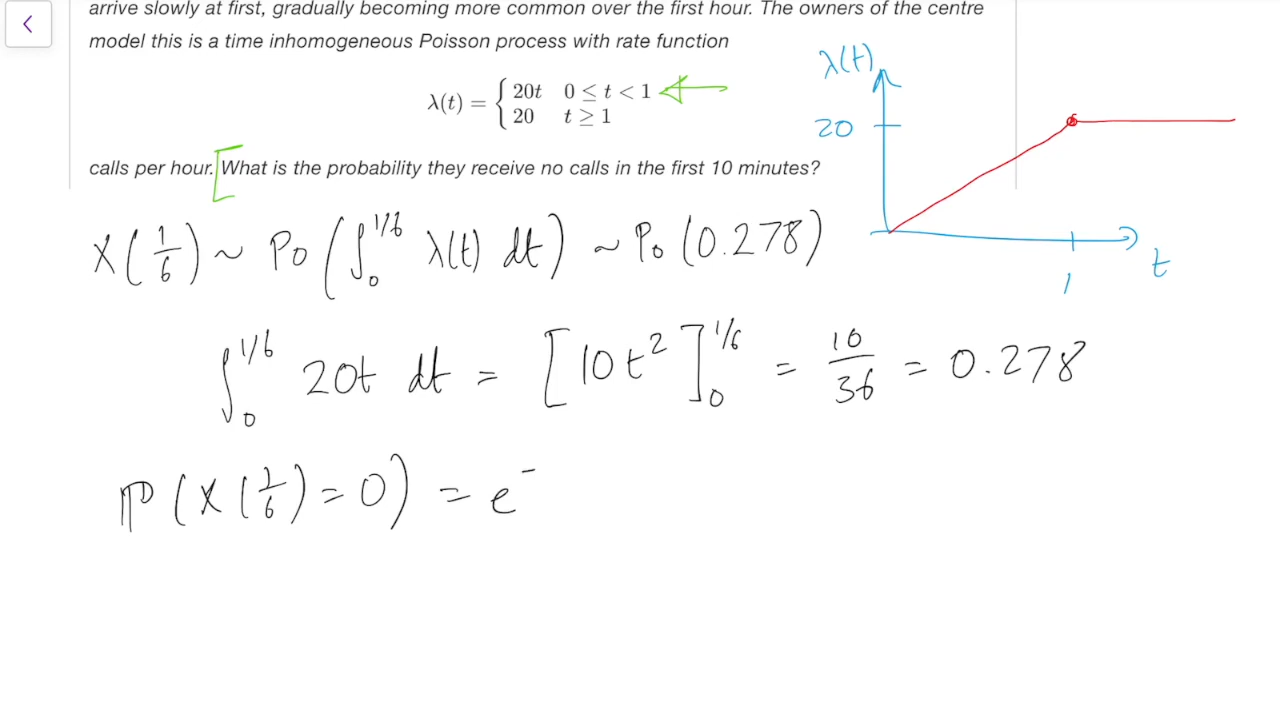 arrive slowly at first, gradually becoming more common over the first hour. The owners of the centre
model this is a time inhomogeneous Poisson process with rate function
λ(t) = { 20t 0 ≤ t < 1
20 t ≥ 1
calls per hour. What is the probability they receive no calls in the first 10 minutes?
λ(t)
20
1
t
X(1/6) ~ Po(∫₀^1/6 λ(t) dt) ~ Po(0.278)
∫₀^1/6 20t dt = [10t²]₀^1/6 = 10/36 = 0.278
ℙ(X(1/6) = 0) = e⁻